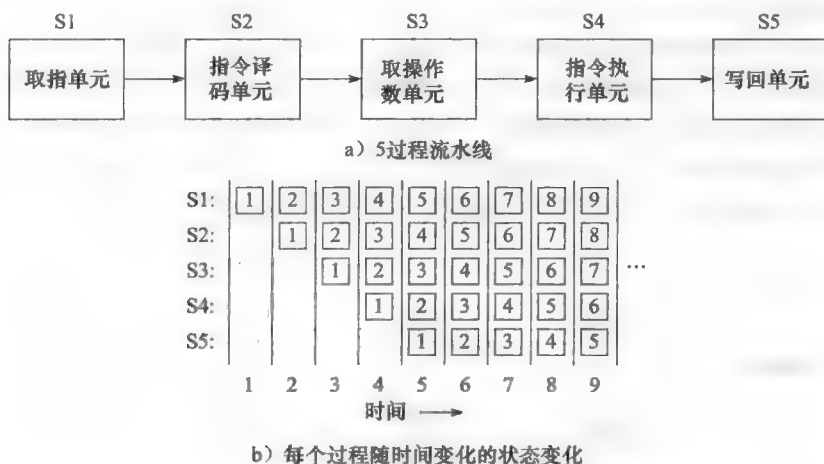 S1 S2 S3 S4 S5
取指单元 指令译码单元 取操作数单元 指令执行单元 写回单元
a）5过程流水线
S1: 1 2 3 4 5 6 7 8 9
S2: 1 2 3 4 5 6 7 8
S3: 1 2 3 4 5 6 7 …
S4: 1 2 3 4 5 6
S5: 1 2 3 4 5
1 2 3 4 5 6 7 8 9
时间
b）每个过程随时间变化的状态变化